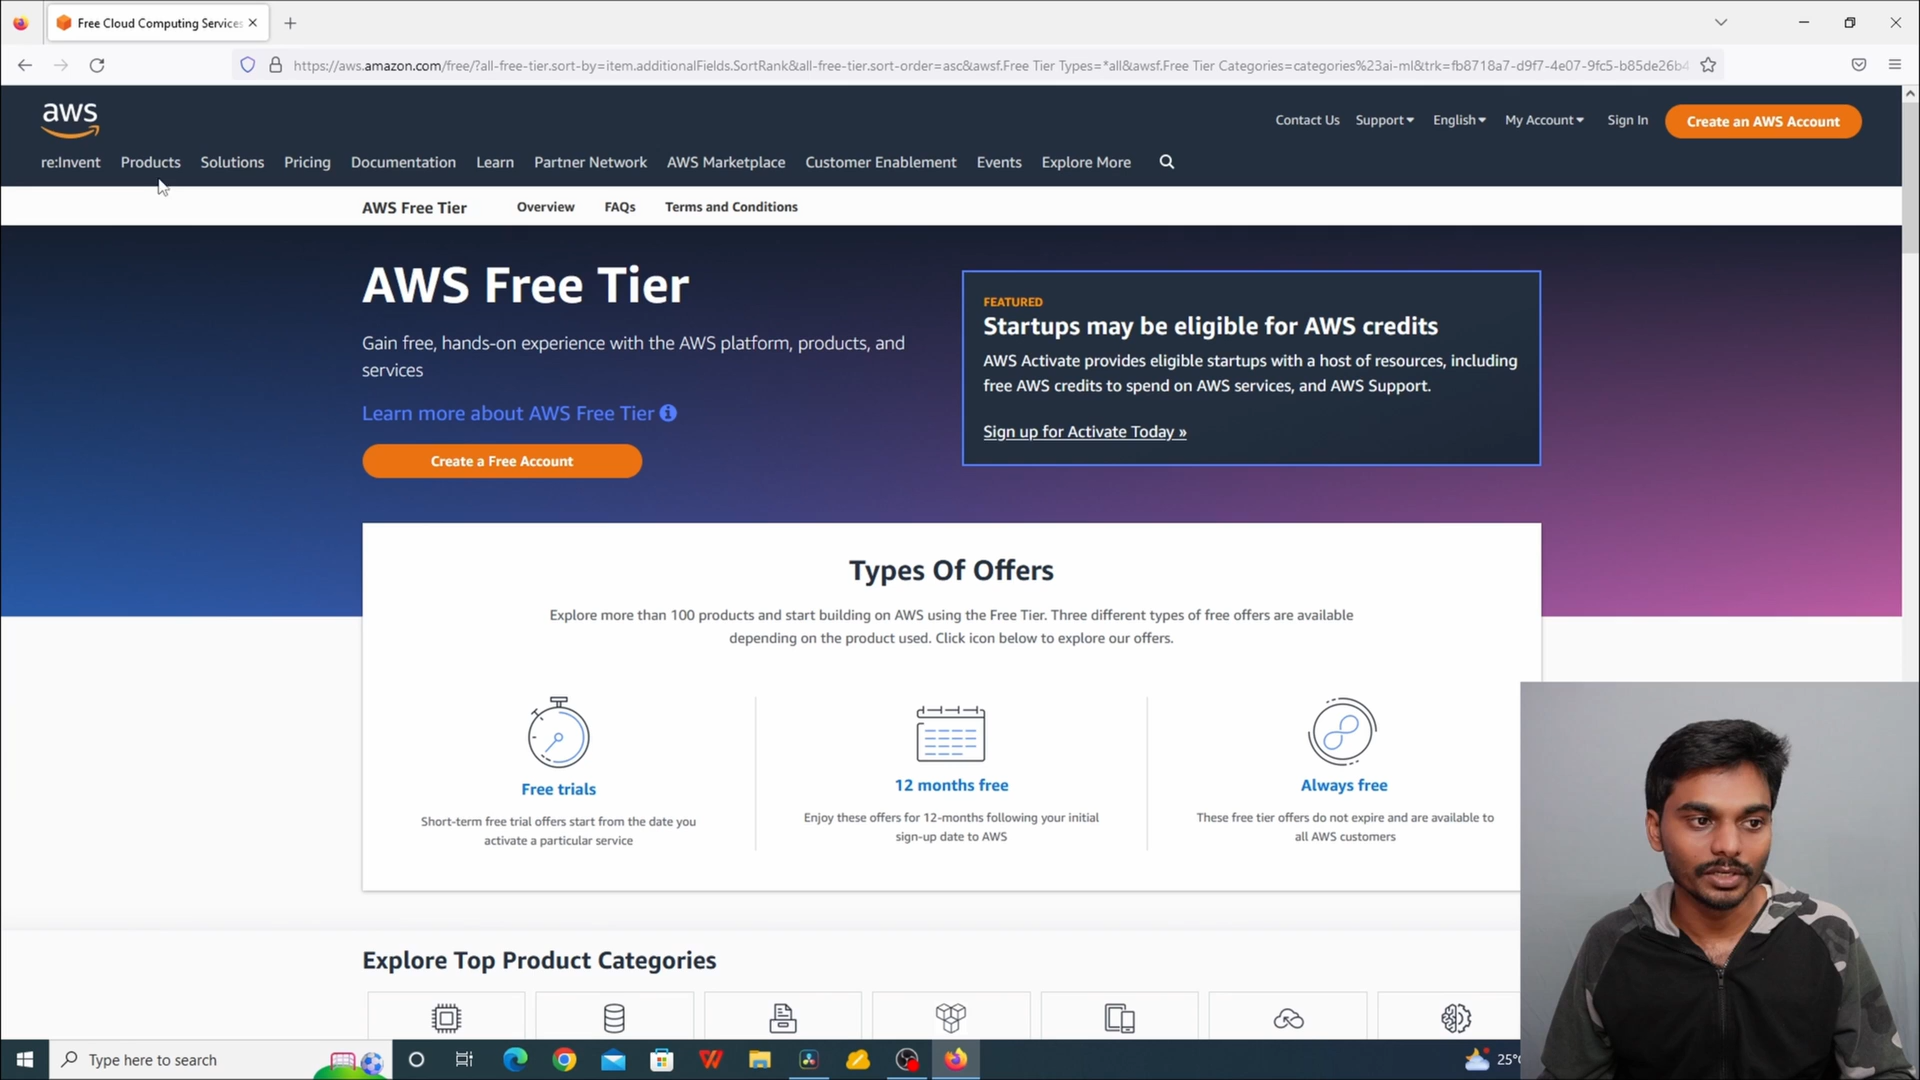 Free Cloud Computing Services
https://aws.amazon.com/free/?all-free-tier.sort-by=item.additionalFields.SortRank&all-free-tier.sort-order=asc&awsf.Free Tier Types=*all&awsf.Free Tier Categories=categories%23ai-ml&trk=fb8718a7-d9f7-4e07-9fc5-b85de26b4
aws
Contact Us Support English My Account Sign In Create an AWS Account
re:Invent Products Solutions Pricing Documentation Learn Partner Network AWS Marketplace Customer Enablement Events Explore More
AWS Free Tier Overview FAQs Terms and Conditions
AWS Free Tier
Gain free, hands-on experience with the AWS platform, products, and
services
Learn more about AWS Free Tier
Create a Free Account
FEATURED
Startups may be eligible for AWS credits
AWS Activate provides eligible startups with a host of resources, including
free AWS credits to spend on AWS services, and AWS Support.
Sign up for Activate Today »
Types Of Offers
Explore more than 100 products and start building on AWS using the Free Tier. Three different types of free offers are available
depending on the product used. Click icon below to explore our offers.
Free trials
Short-term free trial offers start from the date you
activate a particular service
12 months free
Enjoy these offers for 12-months following your initial
sign-up date to AWS
Always free
These free tier offers do not expire and are available to
all AWS customers
Explore Top Product Categories
Type here to search
25°